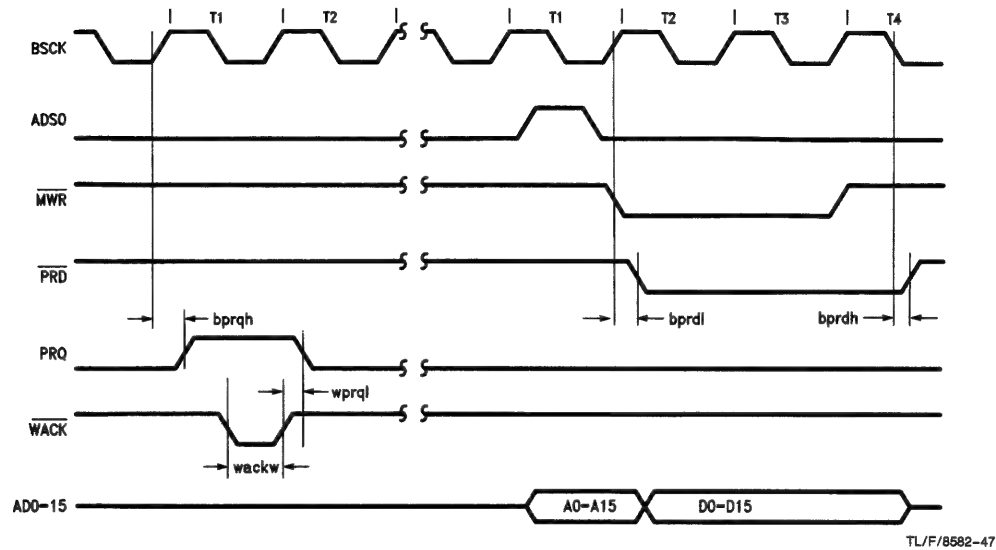 T1 T2 T1 T2 T3 T4
BSCK
ADS0
MWR
PRD
bprqh bprdl bprdh
PRQ
wprql
WACK
wackw
AD0-15 A0-A15 D0-D15
TL/F/8582-47